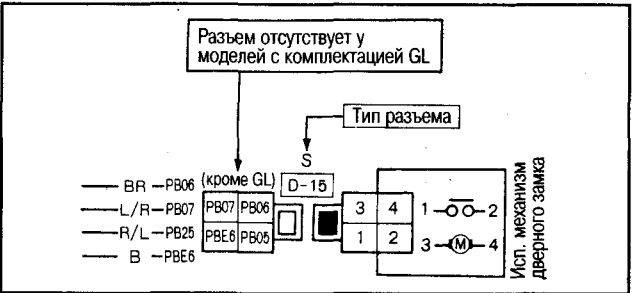 Разъем отсутствует у
моделей с комплектацией GL
Тип разъема
S
(кроме GL) D-15
BR —PB06
L/R—PB07
R/L —PB25
B —PBE6
PB07 PB06
PBE6 PB05
3 4
1 2
1 2
3 M 4
Исп. механизм
дверного замка